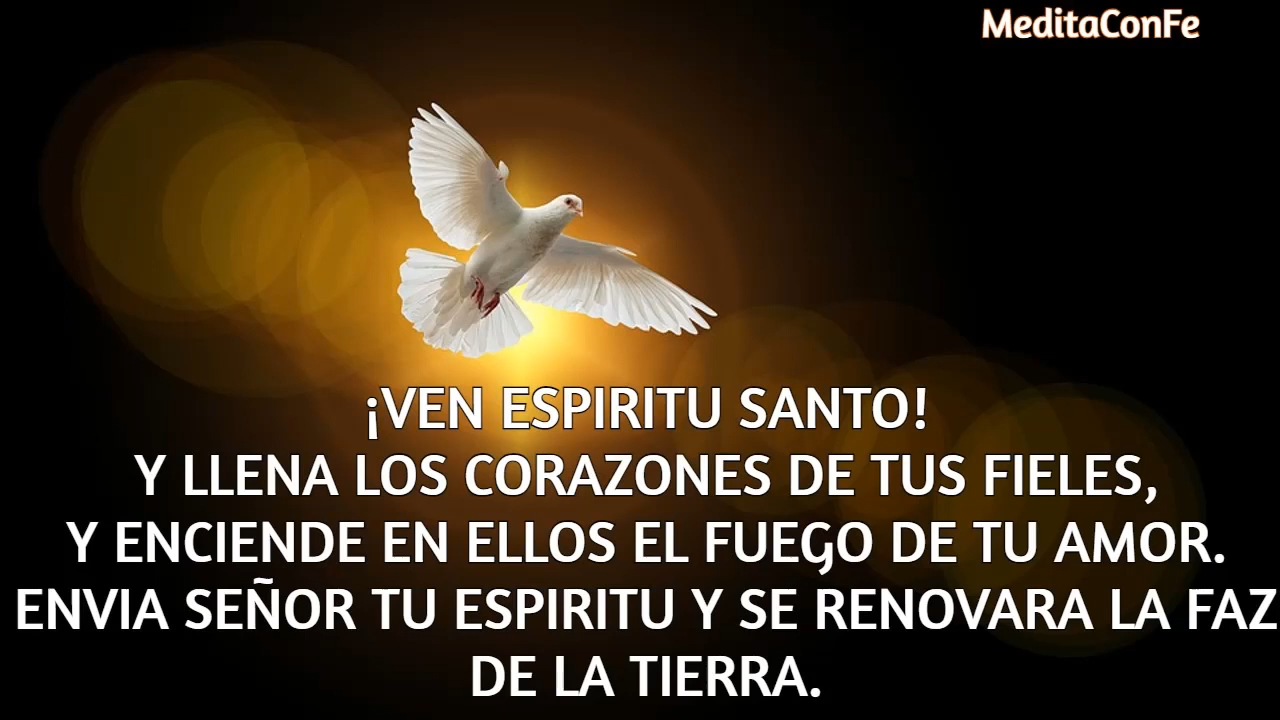 MeditaConFe
¡VEN ESPIRITU SANTO!
Y LLENA LOS CORAZONES DE TUS FIELES,
Y ENCIENDE EN ELLOS EL FUEGO DE TU AMOR.
ENVIA SEÑOR TU ESPIRITU Y SE RENOVARA LA FAZ
DE LA TIERRA.